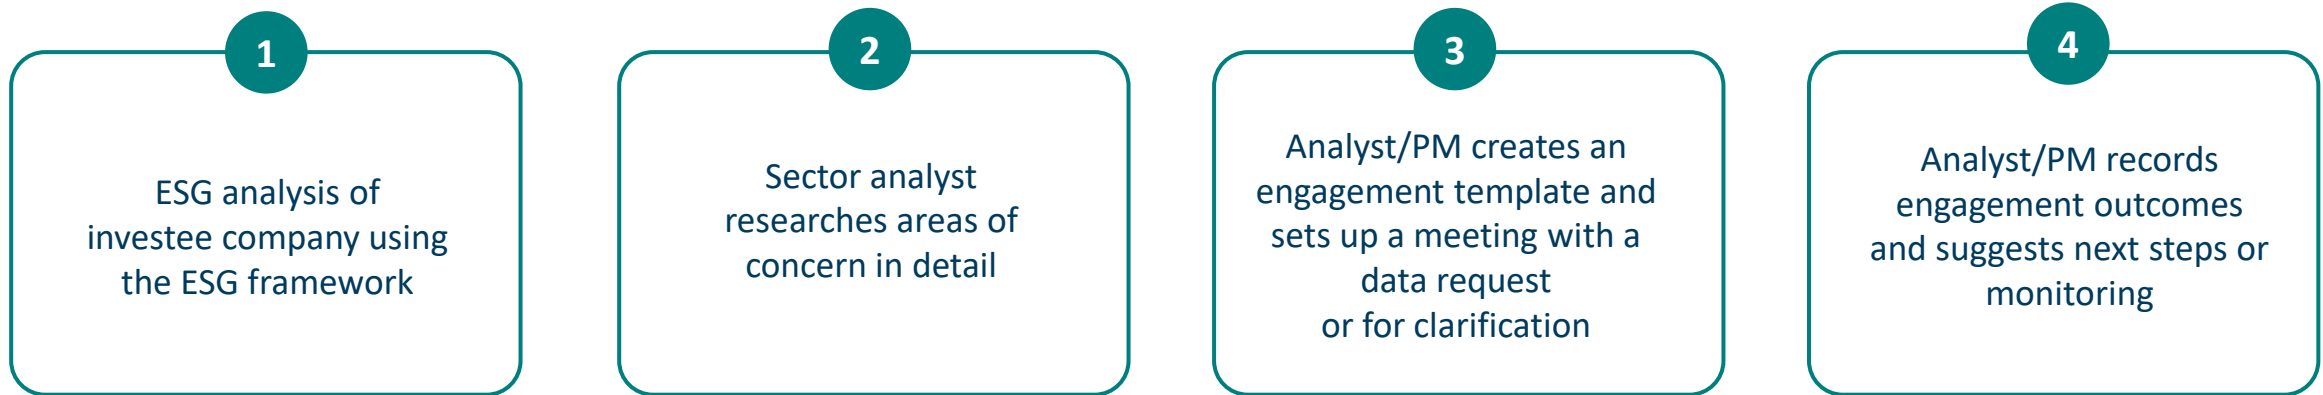 1
ESG analysis of
investee company using
the ESG framework
2
Sector analyst
researches areas of
concern in detail
3
Analyst/PM creates an
engagement template and
sets up a meeting with a
data request
or for clarification
4
Analyst/PM records
engagement outcomes
and suggests next steps or
monitoring